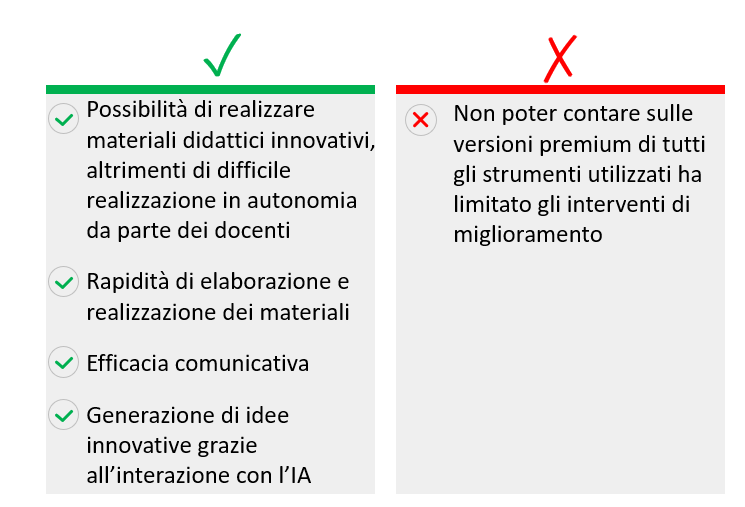 Possibilità di realizzare
materiali didattici innovativi,
altrimenti di difficile
realizzazione in autonomia
da parte dei docenti
Rapidità di elaborazione e
realizzazione dei materiali
Efficacia comunicativa
Generazione di idee
innovative grazie
all’interazione con l’IA
Non poter contare sulle
versioni premium di tutti
gli strumenti utilizzati ha
limitato gli interventi di
miglioramento